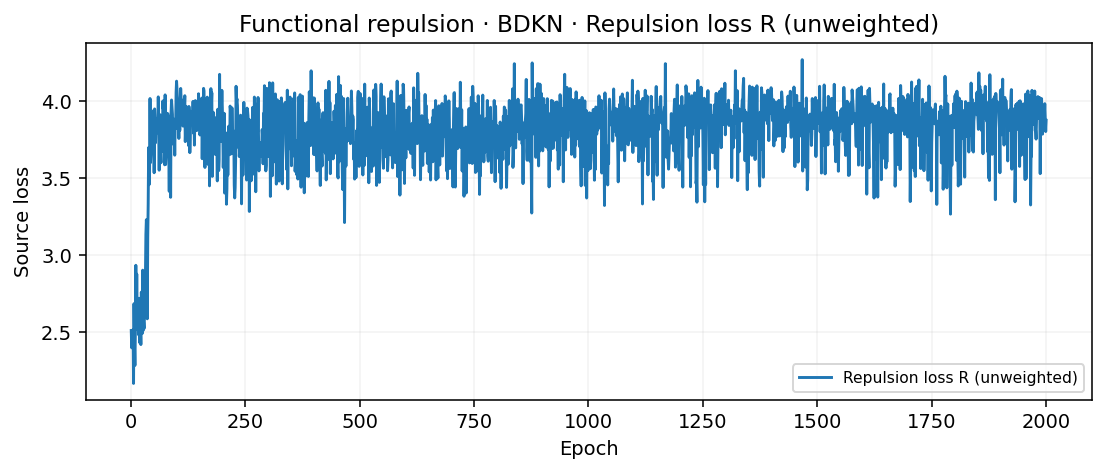 Functional repulsion · BDKN · Repulsion loss R (unweighted)
Source loss
4.0
3.5
3.0
2.5
Repulsion loss R (unweighted)
0 250 500 750 1000 1250 1500 1750 2000
Epoch